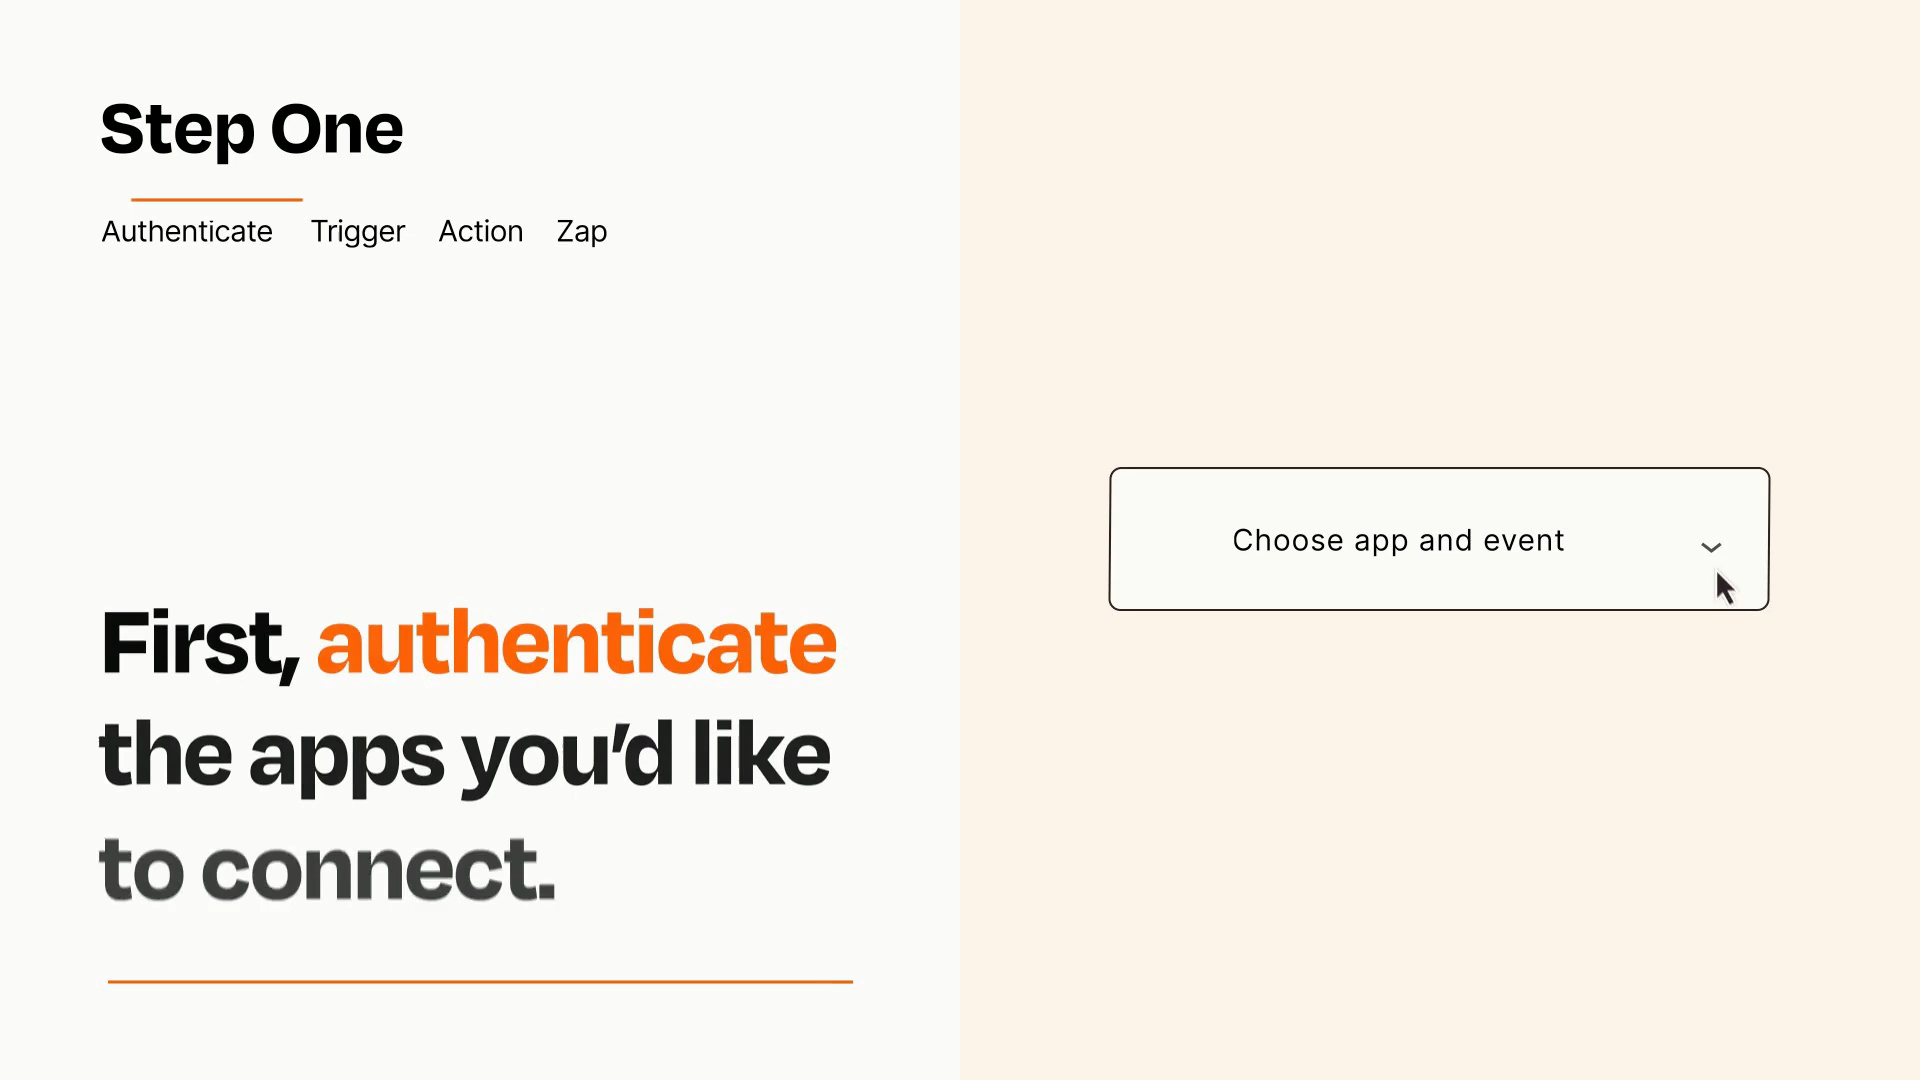 Step One
Authenticate Trigger Action Zap
First, authenticate
the apps you’d like
to connect.
Choose app and event